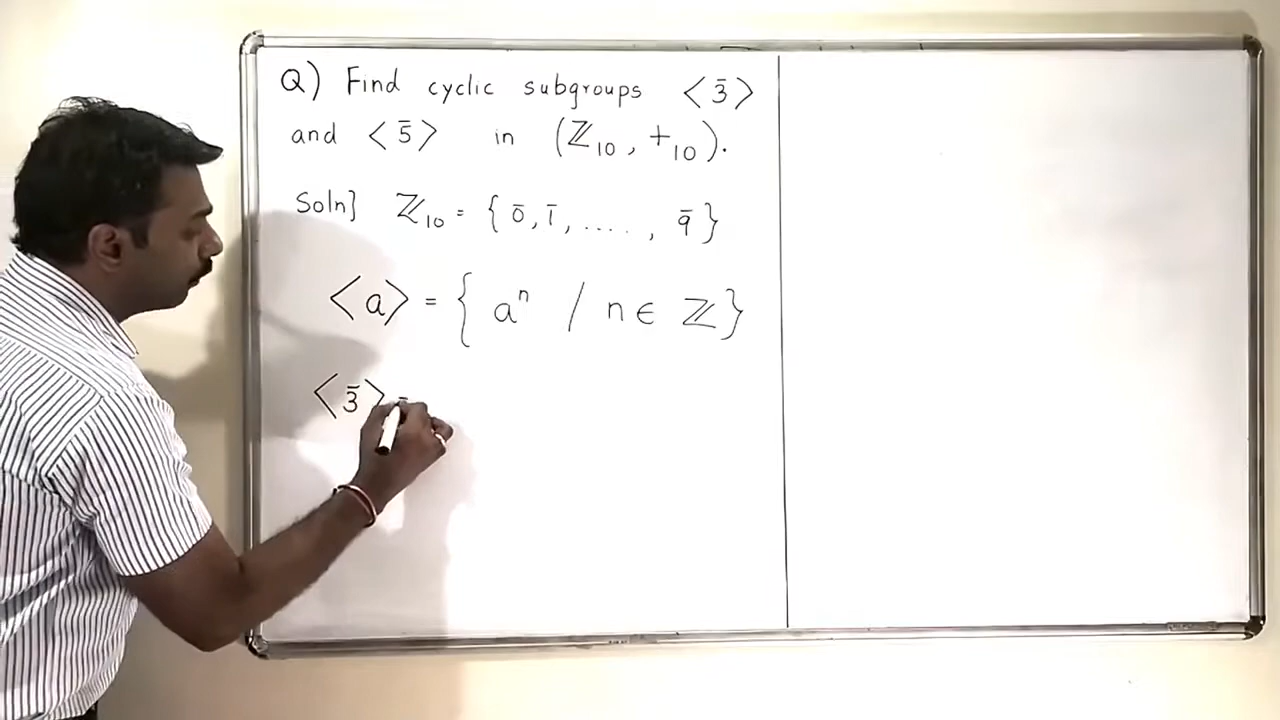 Q) Find cyclic subgroups < 3̄ >
and < 5̄ > in (ℤ₁₀, +₁₀).
Soln] ℤ₁₀ = { 0̄, 1̄, ...., 9̄ }
< a > = { aⁿ / n ∈ ℤ }
< 3̄ > =